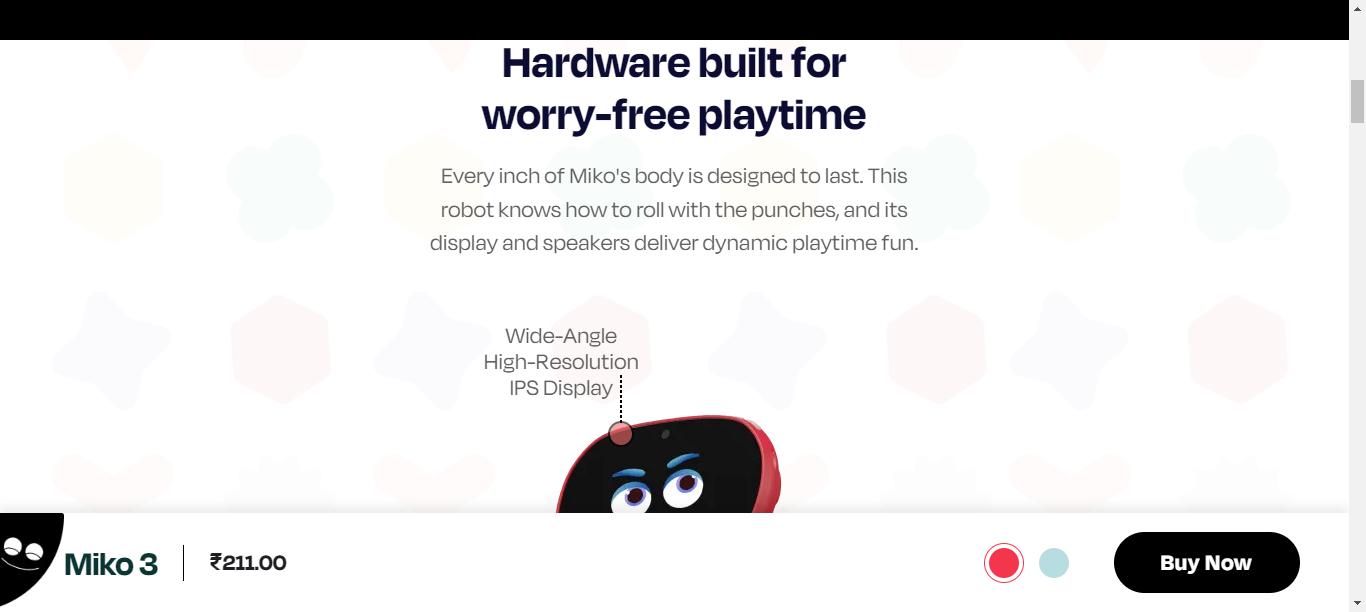 Hardware built for
worry-free playtime
Every inch of Miko's body is designed to last. This
robot knows how to roll with the punches, and its
display and speakers deliver dynamic playtime fun.
Wide-Angle
High-Resolution
IPS Display
Miko 3
₹211.00
Buy Now